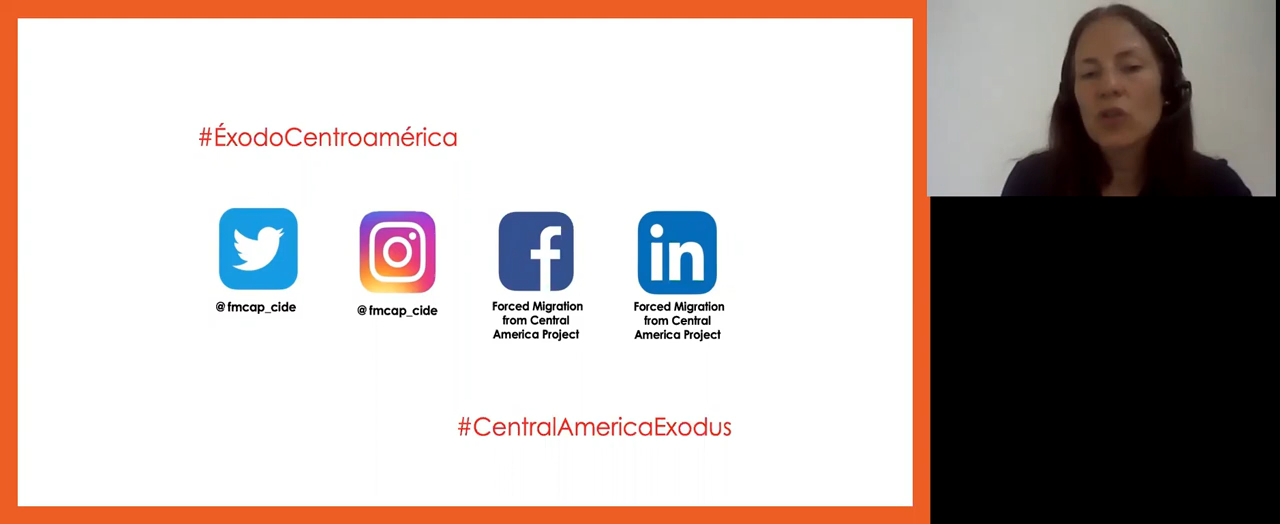 #ÉxodoCentroamérica
@fmcap_cide
@fmcap_cide
Forced Migration
from Central
America Project
Forced Migration
from Central
America Project
#CentralAmericaExodus